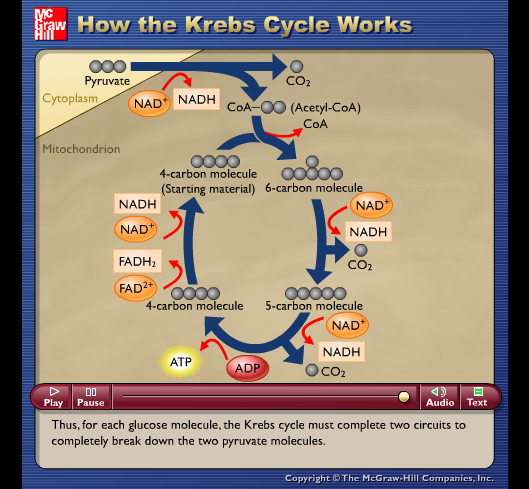 Mc
Graw
Hill
How the Krebs Cycle Works
Pyruvate
CO2
Cytoplasm
NAD+
NADH
CoA (Acetyl-CoA)
CoA
Mitochondrion
4-carbon molecule
(Starting material)
6-carbon molecule
NADH
NAD+
NAD+
NADH
CO2
FADH2
FAD2+
4-carbon molecule
5-carbon molecule
NAD+
NADH
CO2
ATP
ADP
Play
Pause
Audio
Text
Thus, for each glucose molecule, the Krebs cycle must complete two circuits to
completely break down the two pyruvate molecules.
Copyright © The McGraw-Hill Companies, Inc.